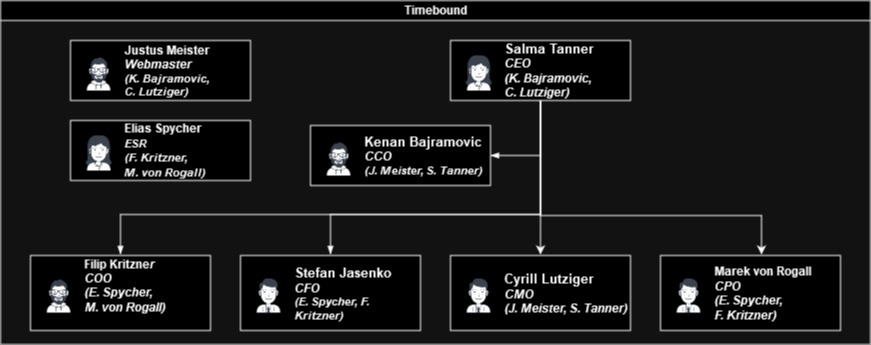 Timebound
Justus Meister
Webmaster
(K. Bajramovic,
C. Lutziger)
Salma Tanner
CEO
(K. Bajramovic,
C. Lutziger)
Elias Spycher
ESR
(F. Kritzner,
M. von Rogall)
Kenan Bajramovic
CCO
(J. Meister, S. Tanner)
Filip Kritzner
COO
(E. Spycher,
M. von Rogall)
Stefan Jasenko
CFO
(E. Spycher, F.
Kritzner)
Cyrill Lutziger
CMO
(J. Meister, S. Tanner)
Marek von Rogall
CPO
(E. Spycher,
F. Kritzner)